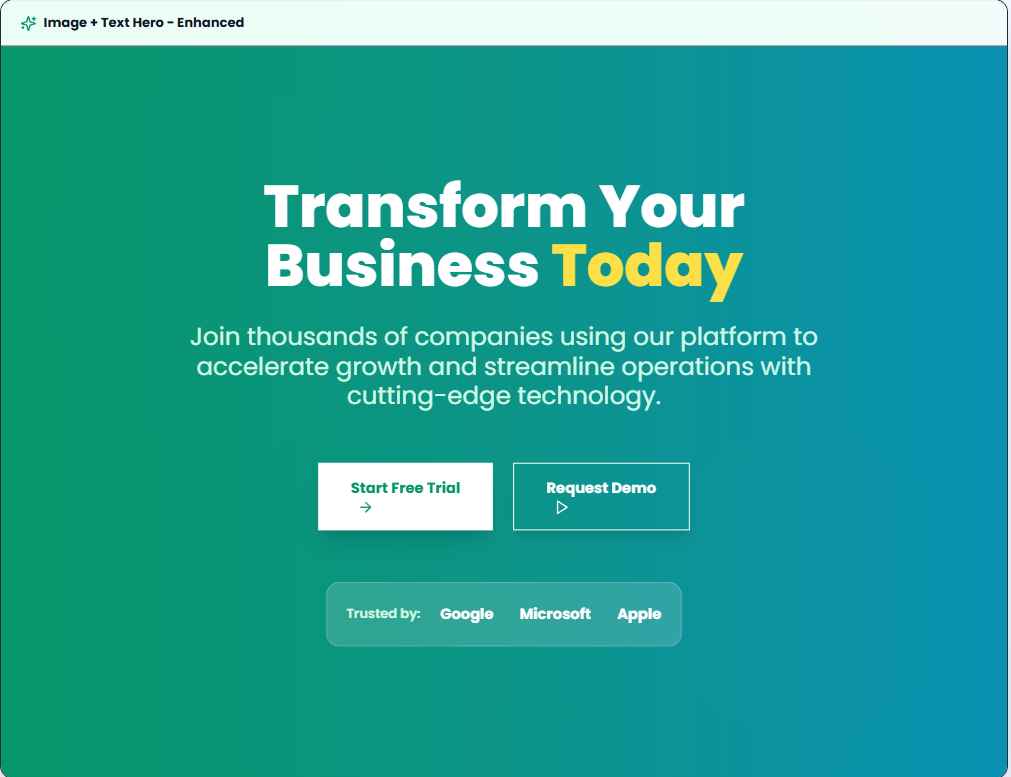 Image + Text Hero - Enhanced
Transform Your
Business Today
Join thousands of companies using our platform to
accelerate growth and streamline operations with
cutting-edge technology.
Start Free Trial
Request Demo
Trusted by: Google Microsoft Apple